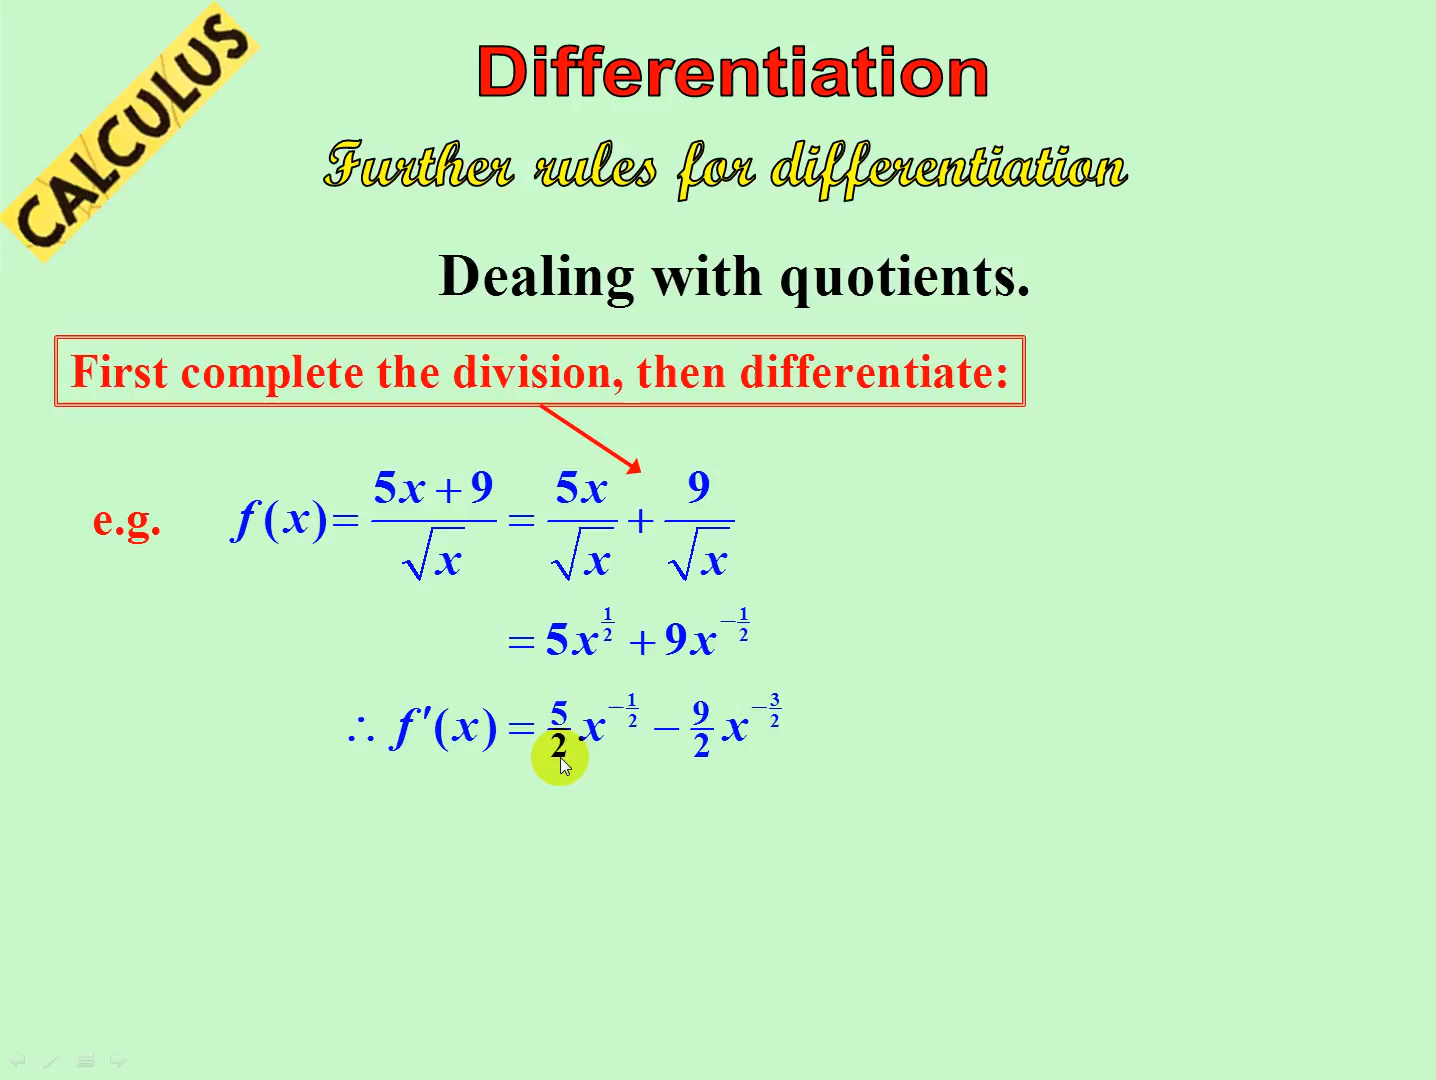 CALCULUS
Differentiation
Further rules for differentiation
Dealing with quotients.
First complete the division, then differentiate:
e.g. f(x) = (5x + 9)/√x = 5x/√x + 9/√x
= 5x^(1/2) + 9x^(−1/2)
∴ f′(x) = 5/2 x^(−1/2) − 9/2 x^(−3/2)